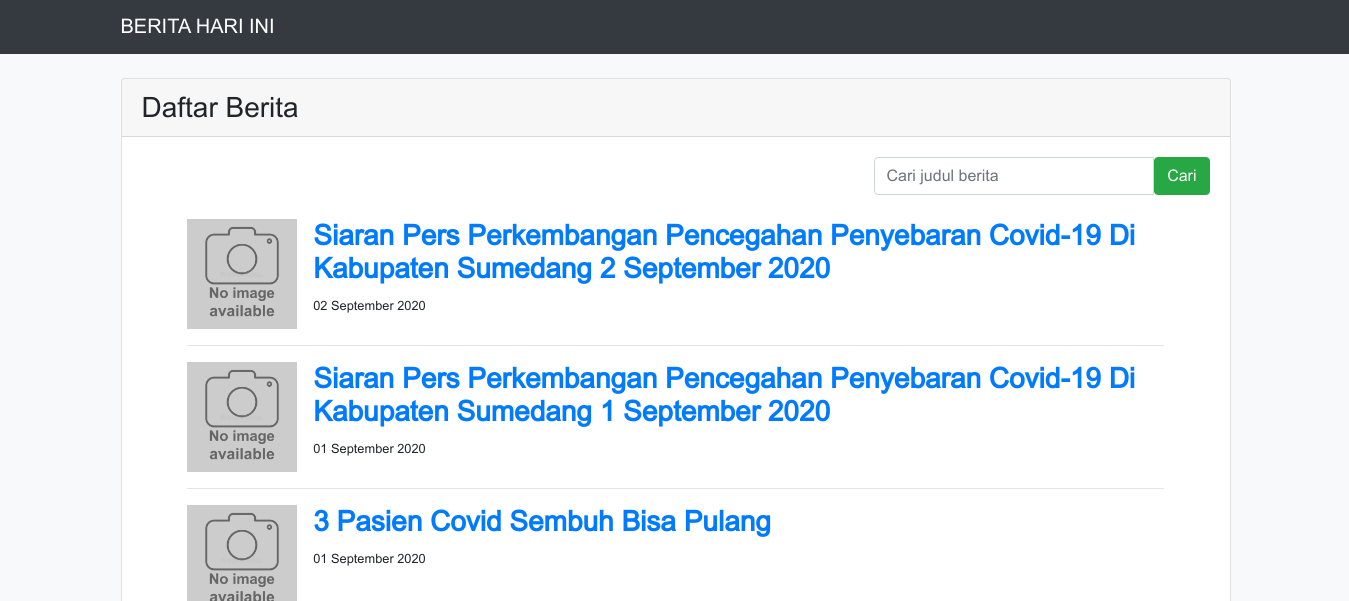 BERITA HARI INI
Daftar Berita
Cari judul berita
Cari
No image
available
Siaran Pers Perkembangan Pencegahan Penyebaran Covid-19 Di
Kabupaten Sumedang 2 September 2020
02 September 2020
No image
available
Siaran Pers Perkembangan Pencegahan Penyebaran Covid-19 Di
Kabupaten Sumedang 1 September 2020
01 September 2020
No image
available
3 Pasien Covid Sembuh Bisa Pulang
01 September 2020